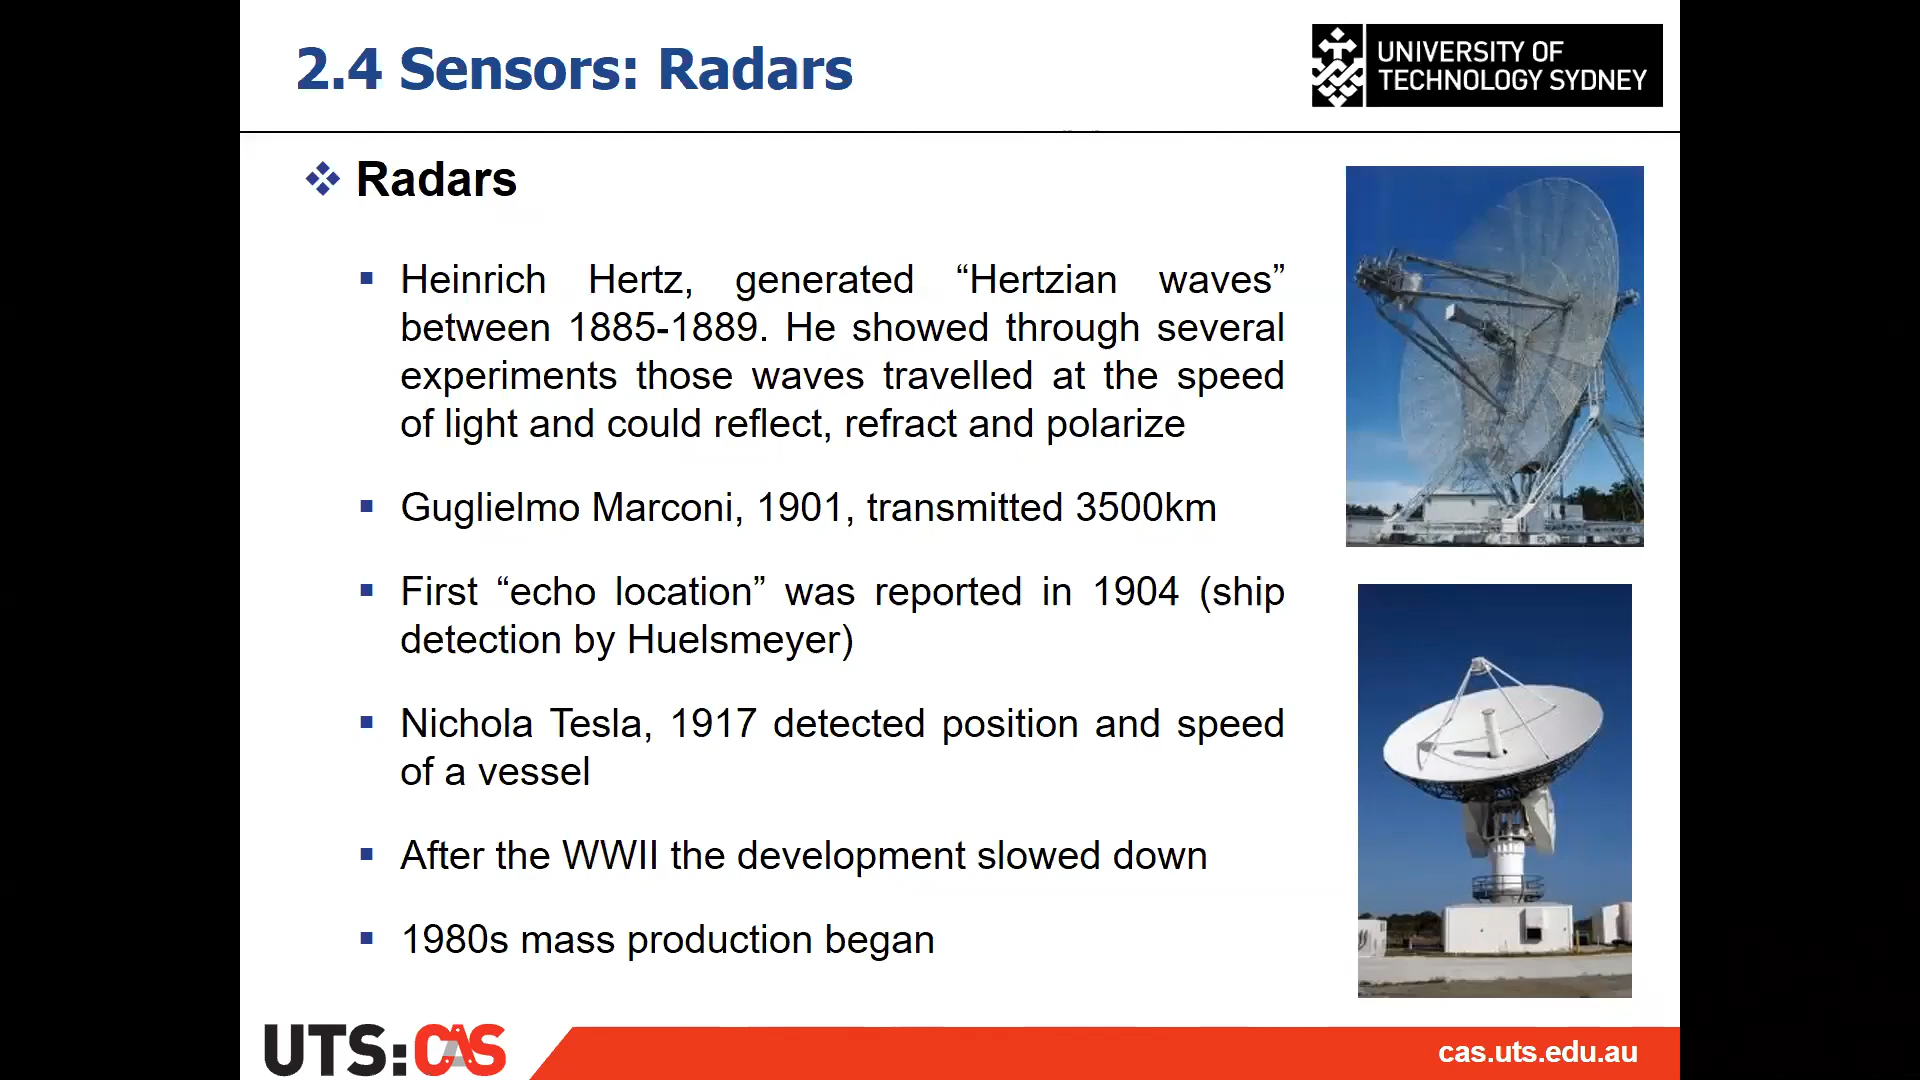 2.4 Sensors: Radars
UNIVERSITY OF
TECHNOLOGY SYDNEY
Radars
Heinrich Hertz, generated “Hertzian waves”
between 1885-1889. He showed through several
experiments those waves travelled at the speed
of light and could reflect, refract and polarize
Guglielmo Marconi, 1901, transmitted 3500km
First “echo location” was reported in 1904 (ship
detection by Huelsmeyer)
Nichola Tesla, 1917 detected position and speed
of a vessel
After the WWII the development slowed down
1980s mass production began
UTS:CAS
cas.uts.edu.au